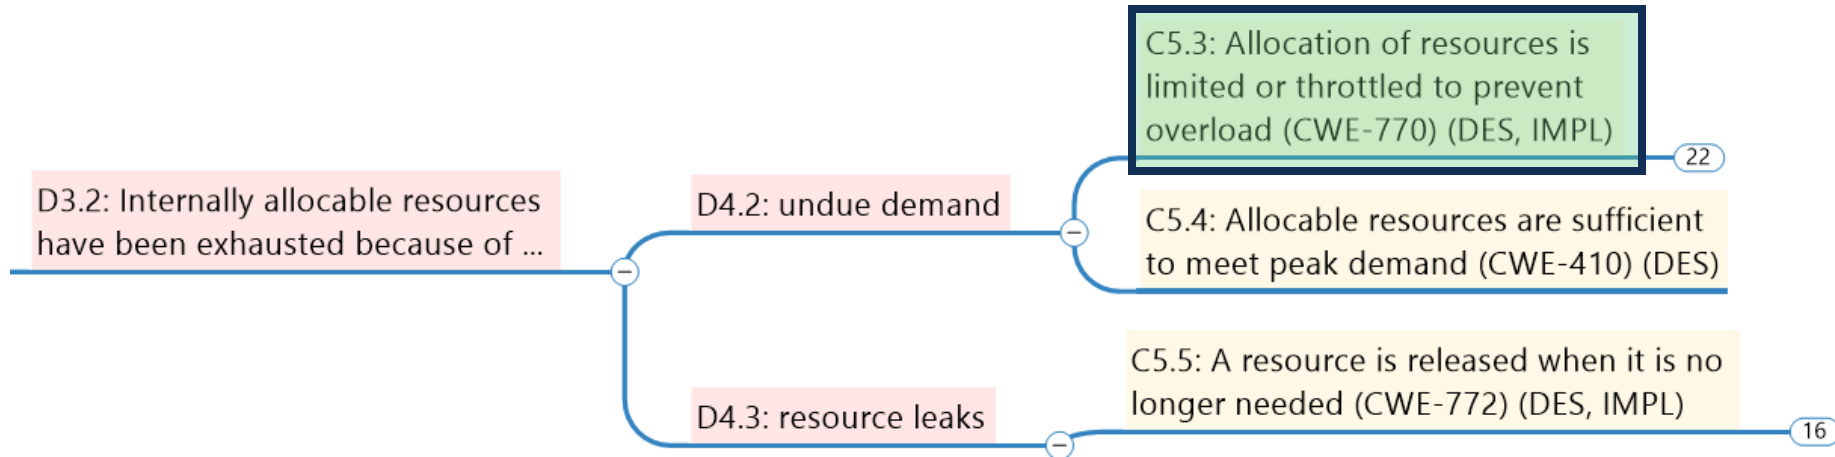 C5.3: Allocation of resources is
limited or throttled to prevent
overload (CWE-770) (DES, IMPL)
22
D3.2: Internally allocable resources
have been exhausted because of ...
D4.2: undue demand
C5.4: Allocable resources are sufficient
to meet peak demand (CWE-410) (DES)
D4.3: resource leaks
C5.5: A resource is released when it is no
longer needed (CWE-772) (DES, IMPL)
16